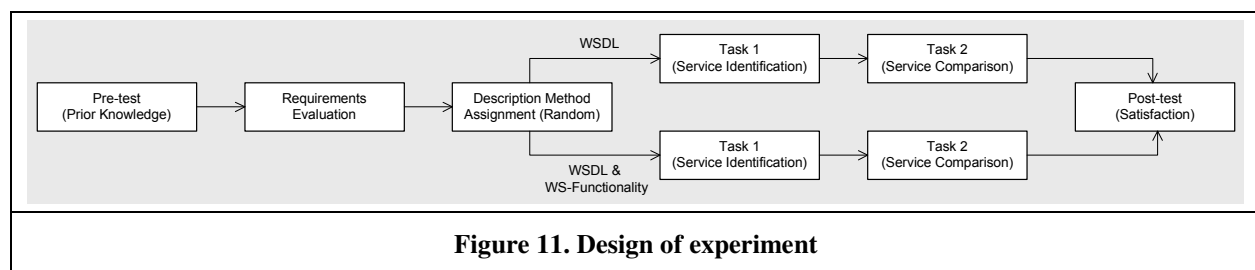 WSDL
Task 1
(Service Identification)
Task 2
(Service Comparison)
Pre-test
(Prior Knowledge)
Requirements
Evaluation
Description Method
Assignment (Random)
Post-test
(Satisfaction)
Task 1
(Service Identification)
Task 2
(Service Comparison)
WSDL &
WS-Functionality
Figure 11. Design of experiment